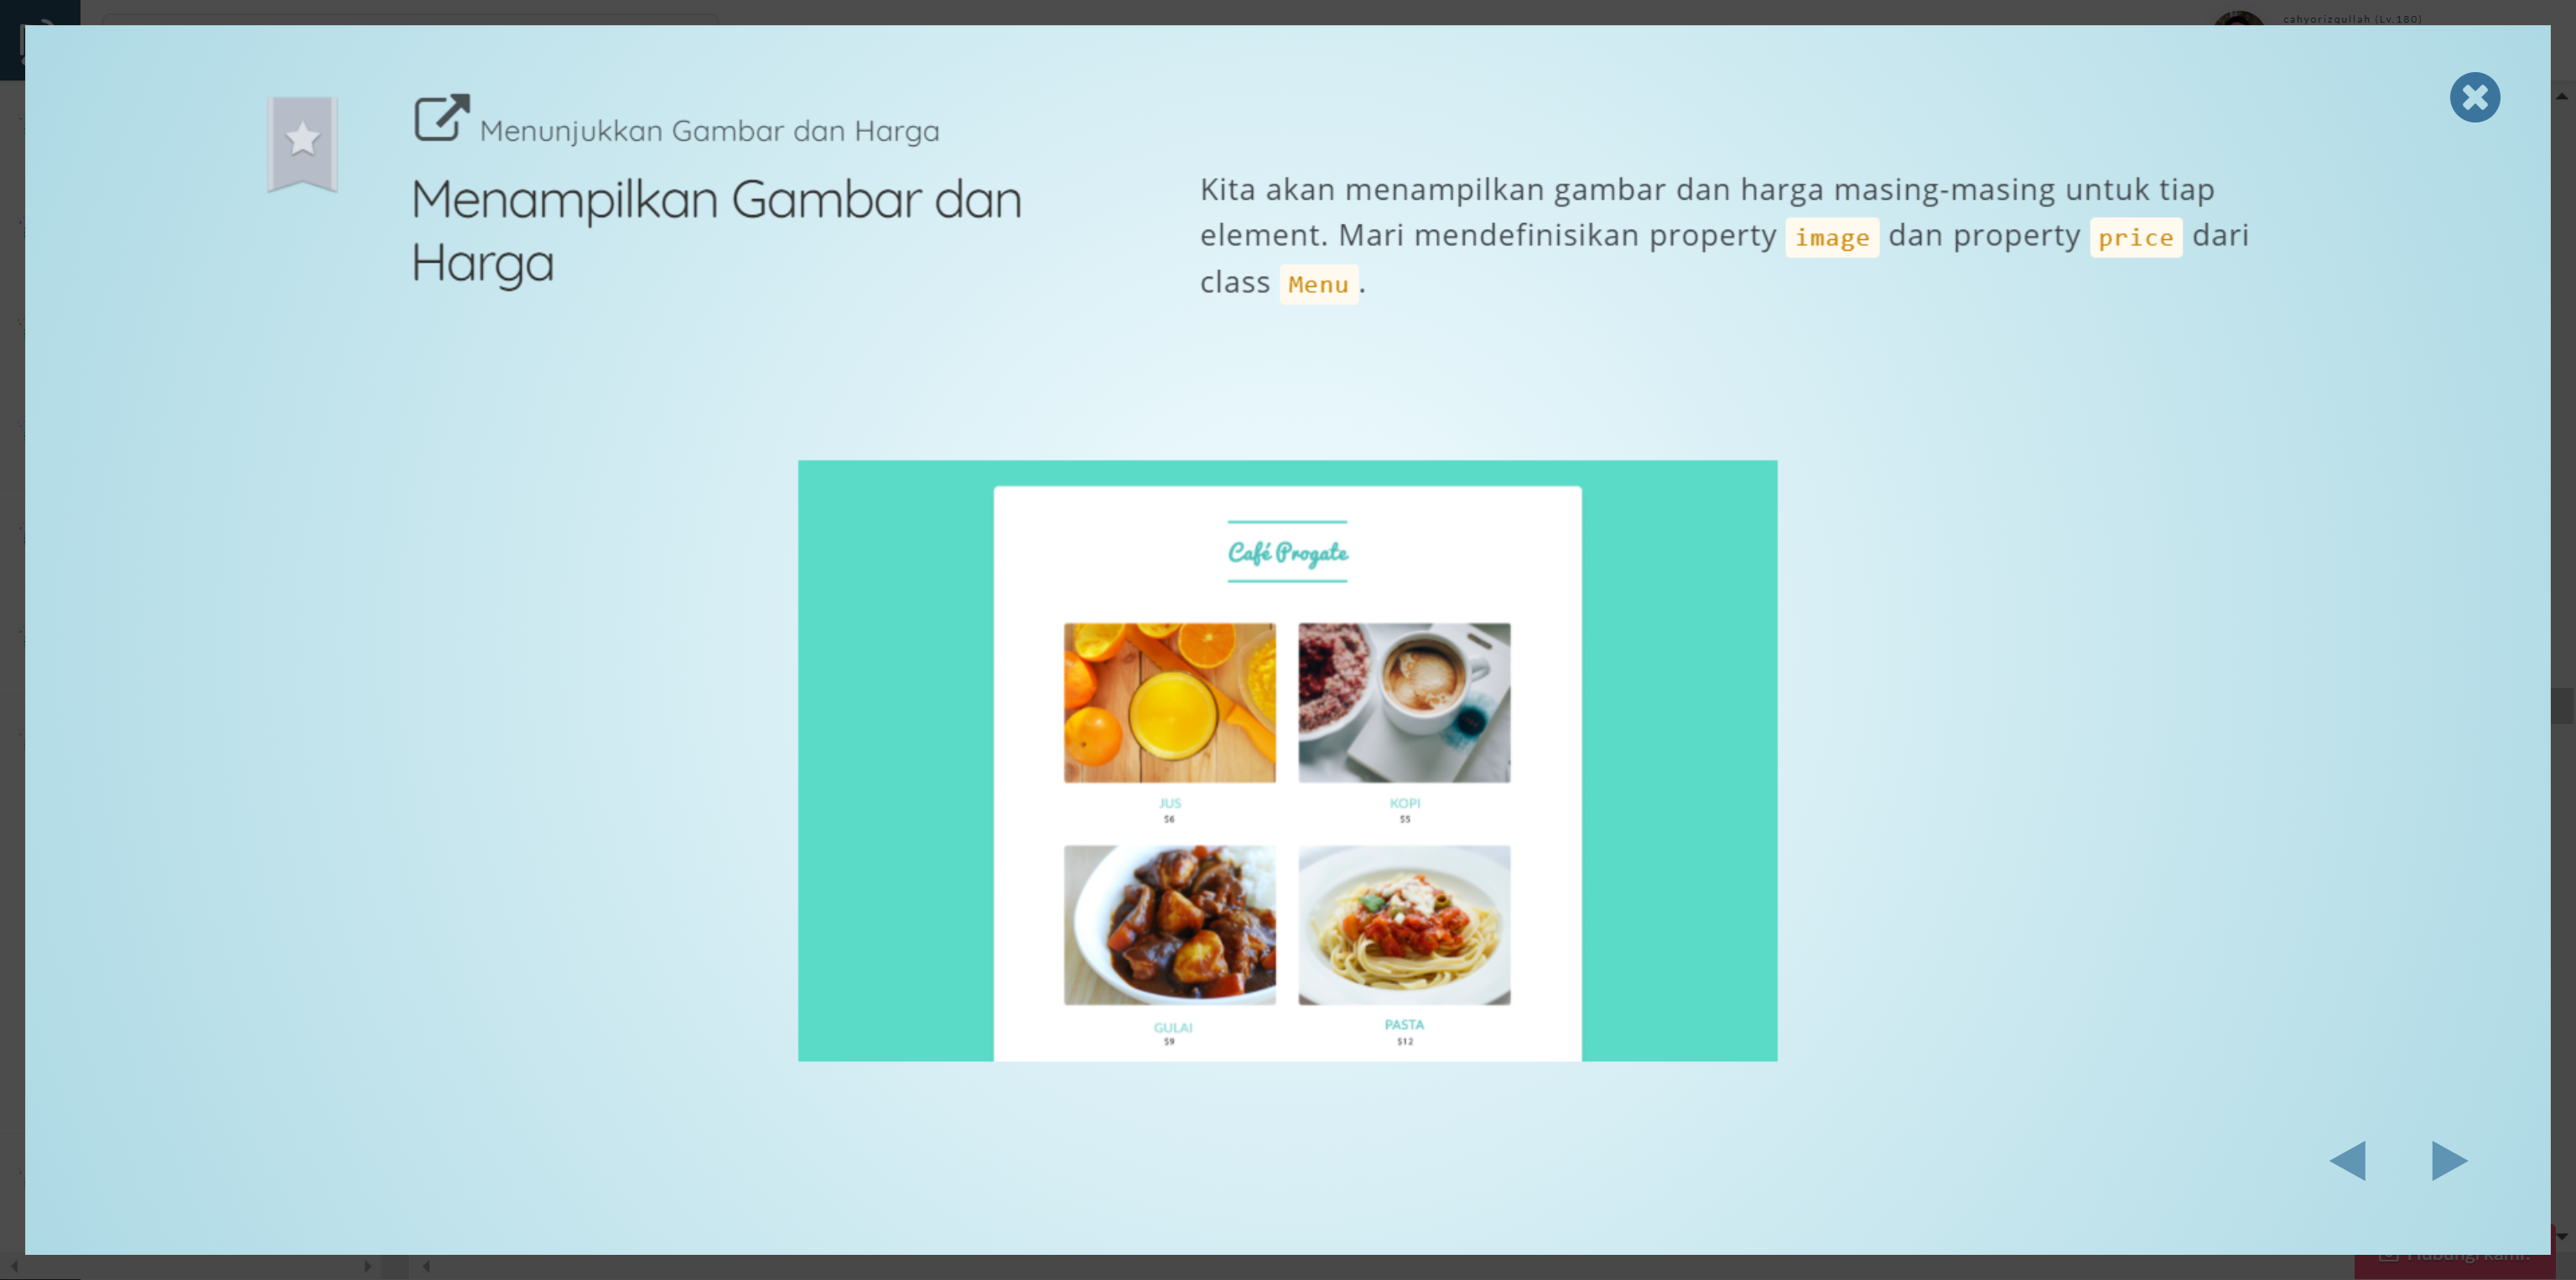 cahyorizqullah (Lv.180)
Menunjukkan Gambar dan Harga
Menampilkan Gambar dan
Harga
Kita akan menampilkan gambar dan harga masing-masing untuk tiap
element. Mari mendefinisikan property image dan property price dari
class Menu.
Café Progate
JUS
$6
KOPI
$5
GULAI
$9
PASTA
$12
Hubungi kami.